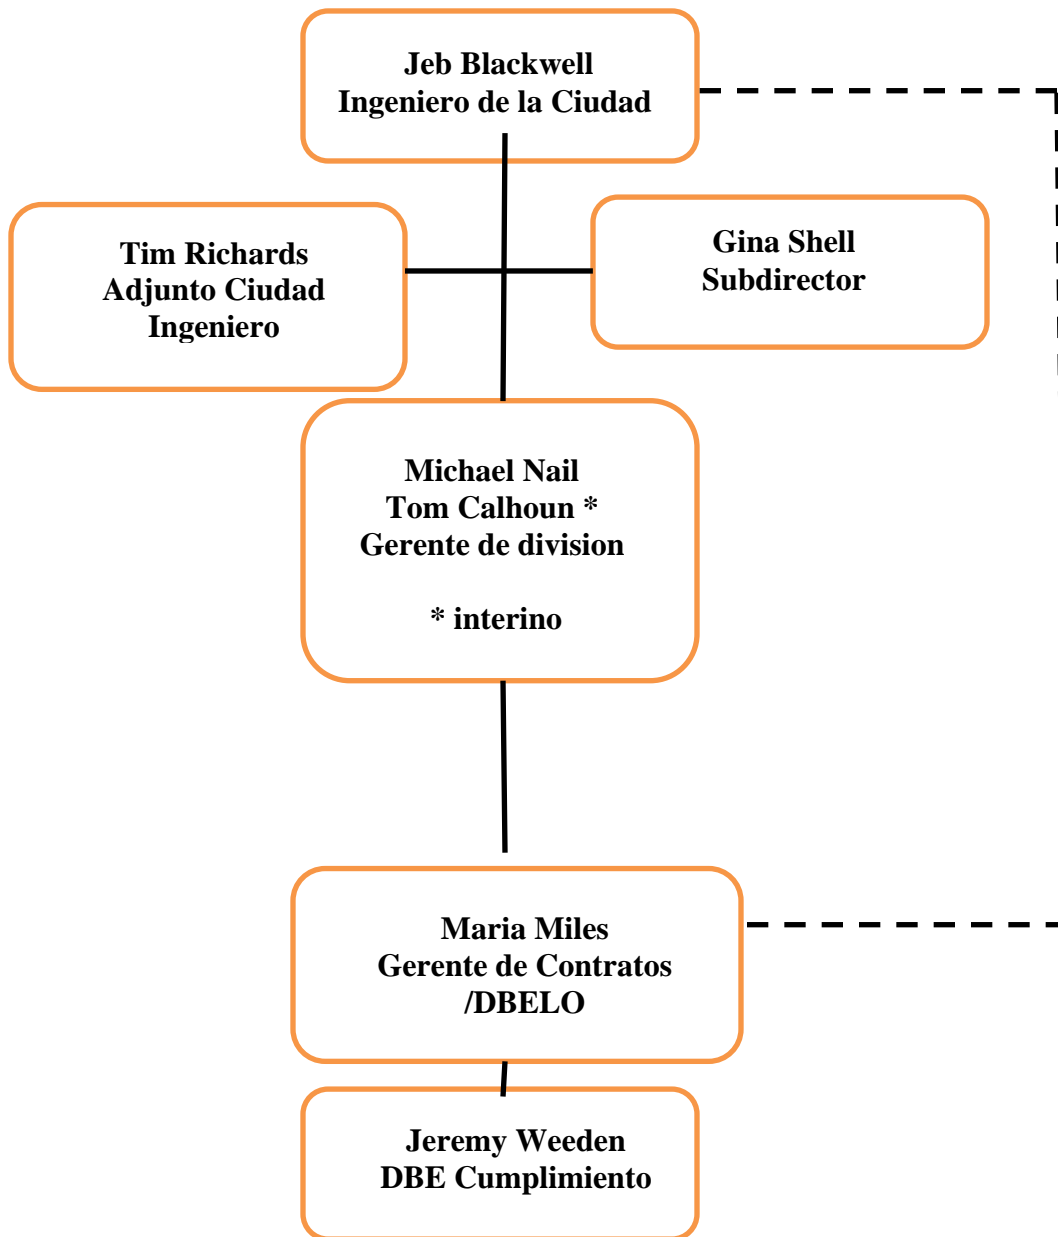 Jeb Blackwell
Ingeniero de la Ciudad
Tim Richards
Adjunto Ciudad
Ingeniero
Gina Shell
Subdirector
Michael Nail
Tom Calhoun *
Gerente de division
* interino
Maria Miles
Gerente de Contratos
/DBELO
Jeremy Weeden
DBE Cumplimiento